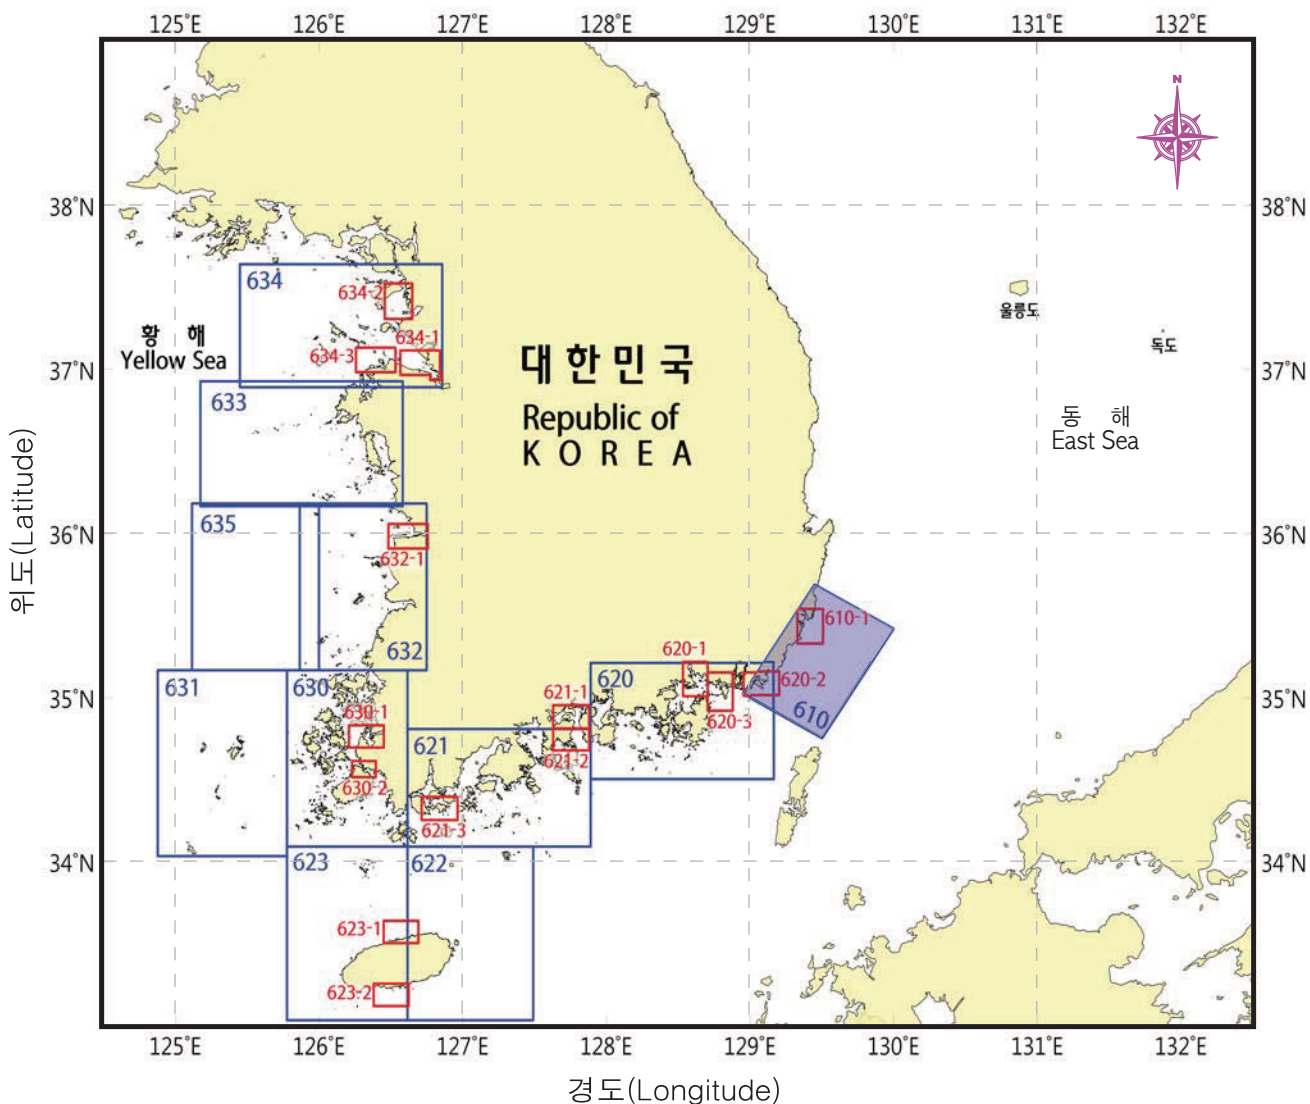 125°E 126°E 127°E 128°E 129°E 130°E 131°E 132°E
N
38°N 38°N
634
634-2
울릉도
634-1
황 해
독도
Yellow Sea
634-3
대한민국
37°N 37°N
633
Republic of
동 해
East Sea
KOREA
위도(Latitude)
635
36°N 36°N
632-1
610-1
632
620-1
631 630 620 620-2
35°N 35°N
621-1
630-1
610
620-3
621
621-2
630-2
621-3
34°N 34°N
623 622
623-1
623-2
125°E 126°E 127°E 128°E 129°E 130°E 131°E 132°E
경도(Longitude)